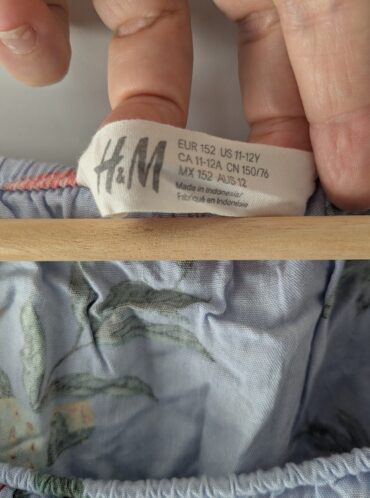 H&M
EUR 152 US 11-12Y
CA 11-12A CN 150/76
MX 152 AUS 12
Made in Indonesia/
Fabriqué en Indonésie